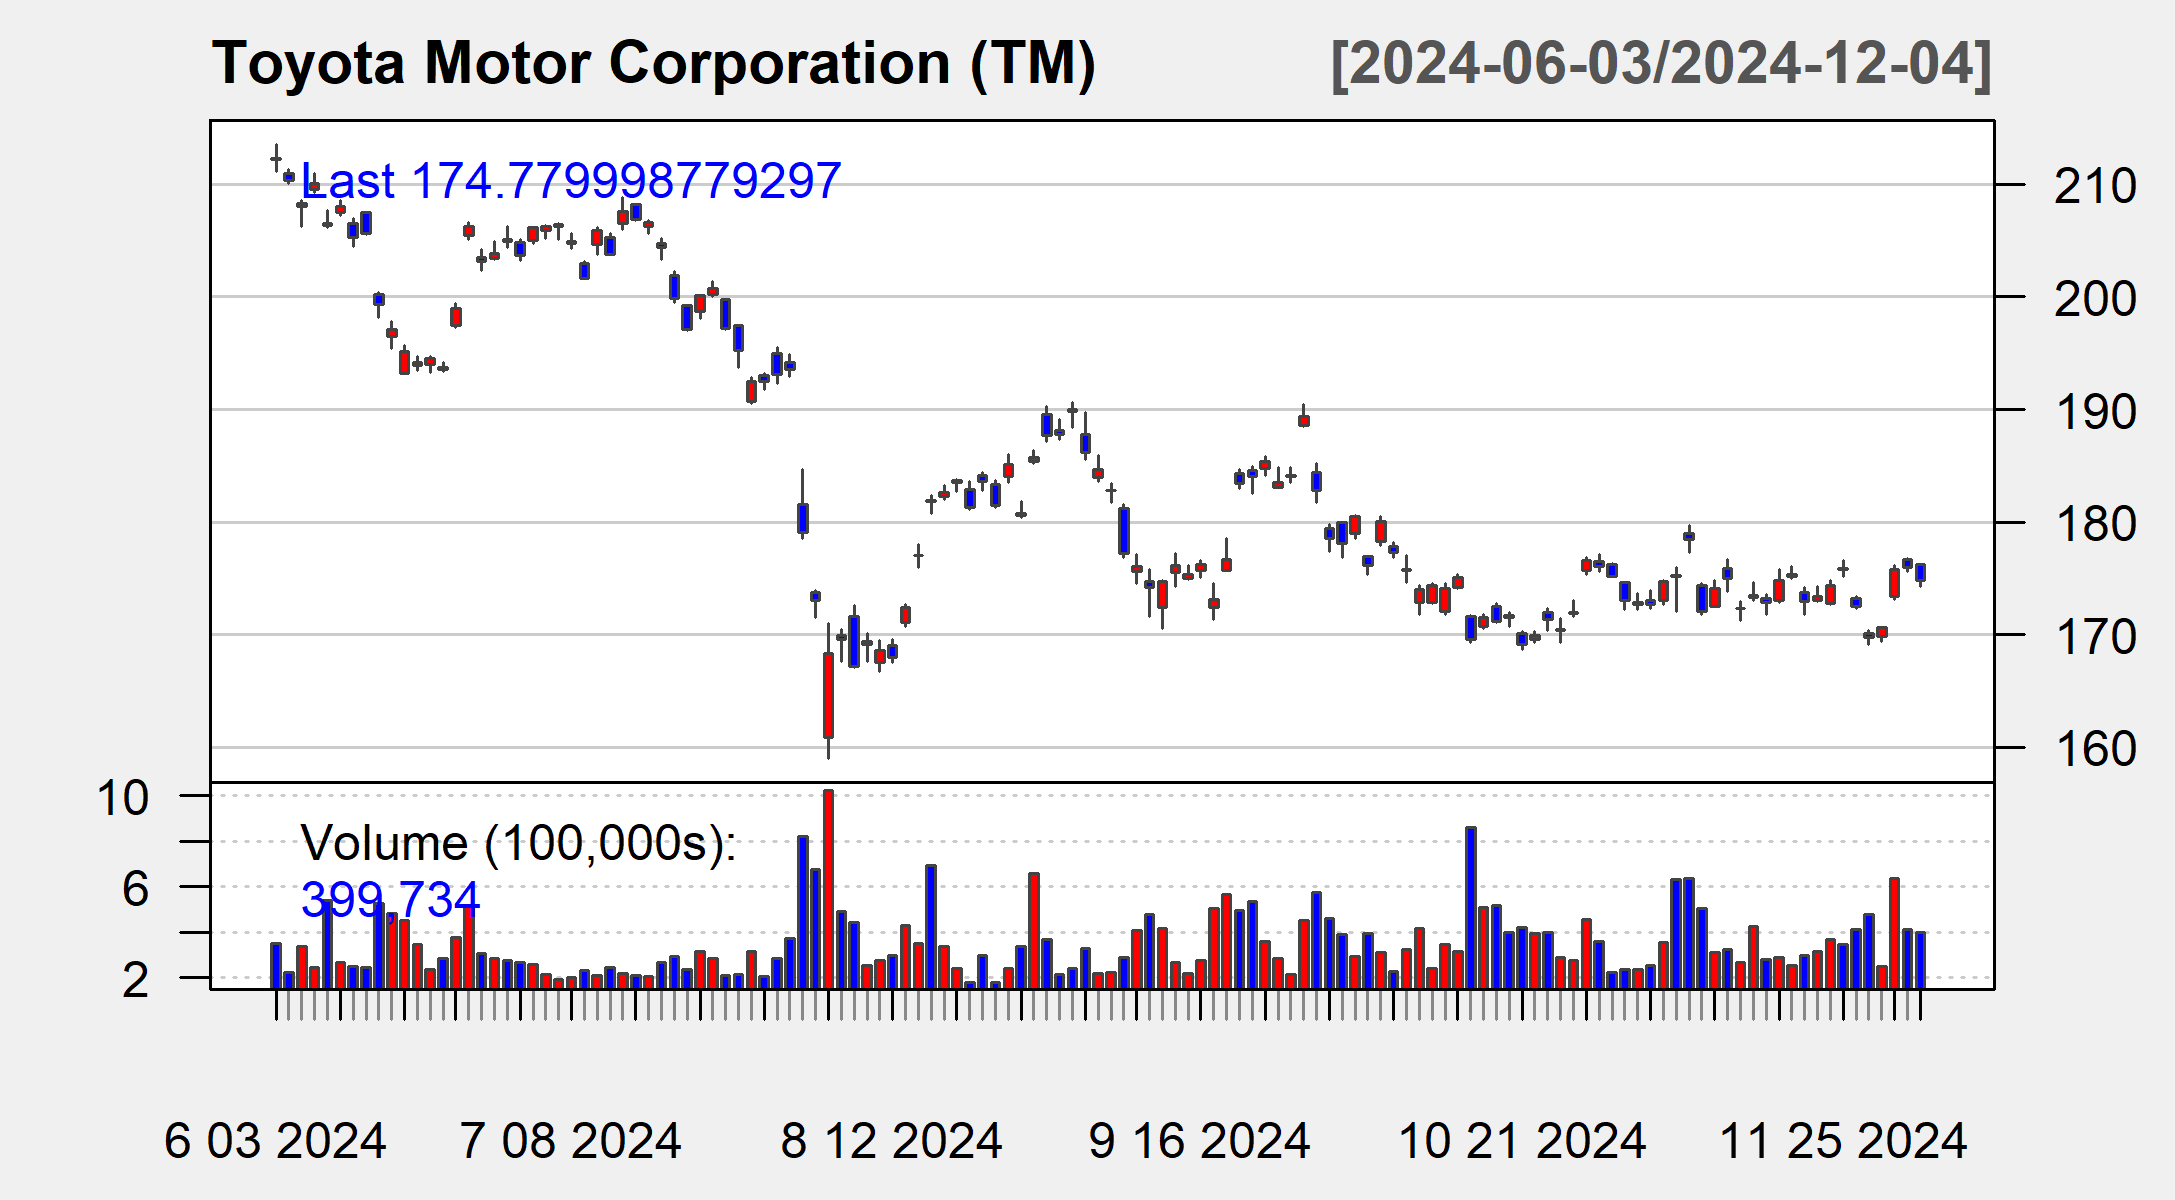 Toyota Motor Corporation (TM) [2024-06-03/2024-12-04]
Last 174.779998779297
210
200
190
180
170
160
Volume (100,000s):
399,734
10
6
2
6 03 2024 7 08 2024 8 12 2024 9 16 2024 10 21 2024 11 25 2024